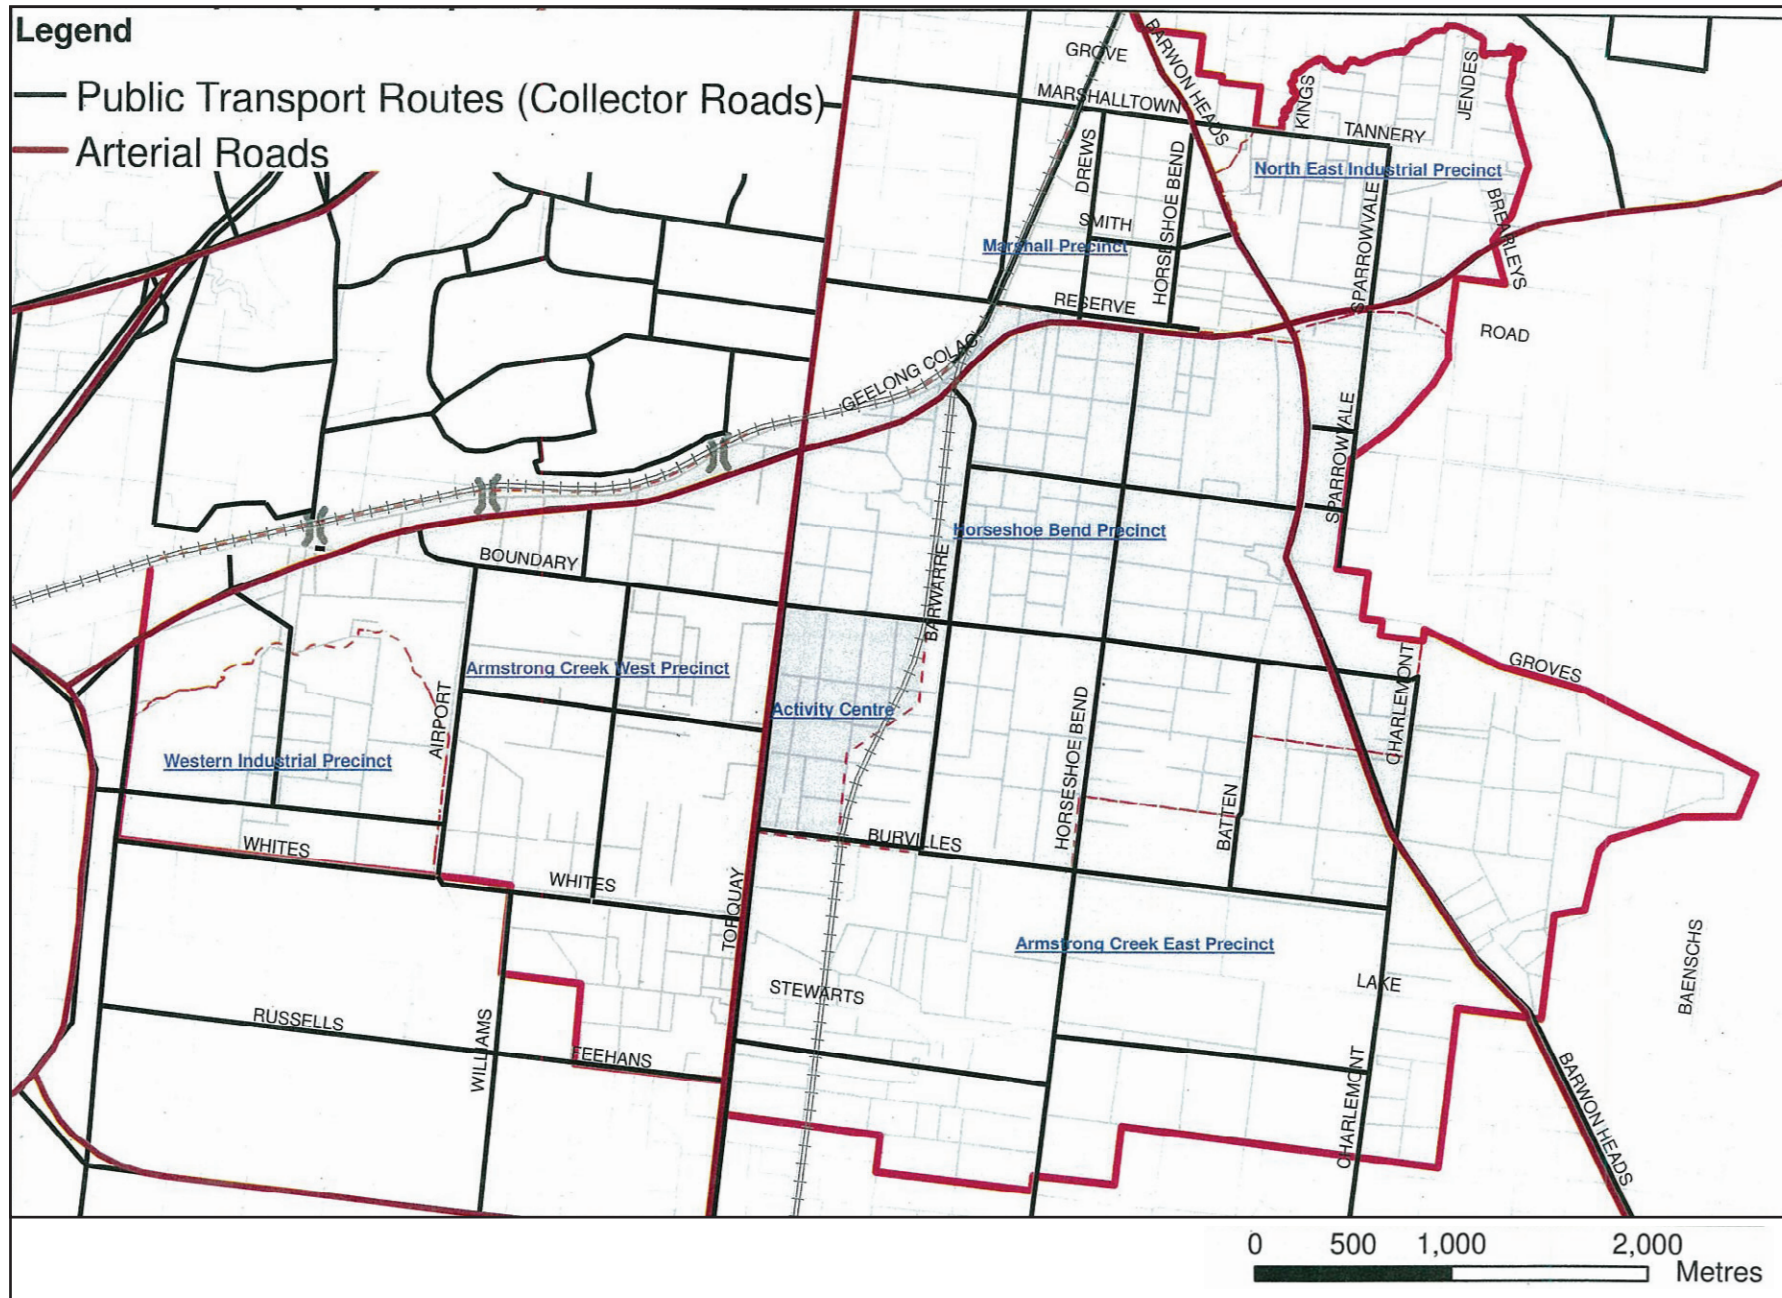 Legend
Public Transport Routes (Collector Roads)
Arterial Roads
GROVE
BARWON HEADS
MARSHALLTOWN
KINGS
JENDES
TANNERY
DREWS
HORSESHOE BEND
North East Industrial Precinct
SMITH
Marshall Precinct
SPARROWVALE
BREARLEYS
RESERVE
ROAD
GEELONG COLAC
SPARROWVALE
SPARROWVALE
Horseshoe Bend Precinct
BOUNDARY
BARWARRE
Armstrong Creek West Precinct
GROVES
CHARLEMONT
Activity Centre
AIRPORT
HORSESHOE BEND
Western Industrial Precinct
BATTEN
WHITES
BURVILLES
WHITES
TORQUAY
Armstrong Creek East Precinct
BAENSCHS
STEWARTS
LAKE
RUSSELLS
WILLIAMS
FEEHANS
CHARLEMONT
BARWON HEADS
0 500 1,000 2,000
Metres